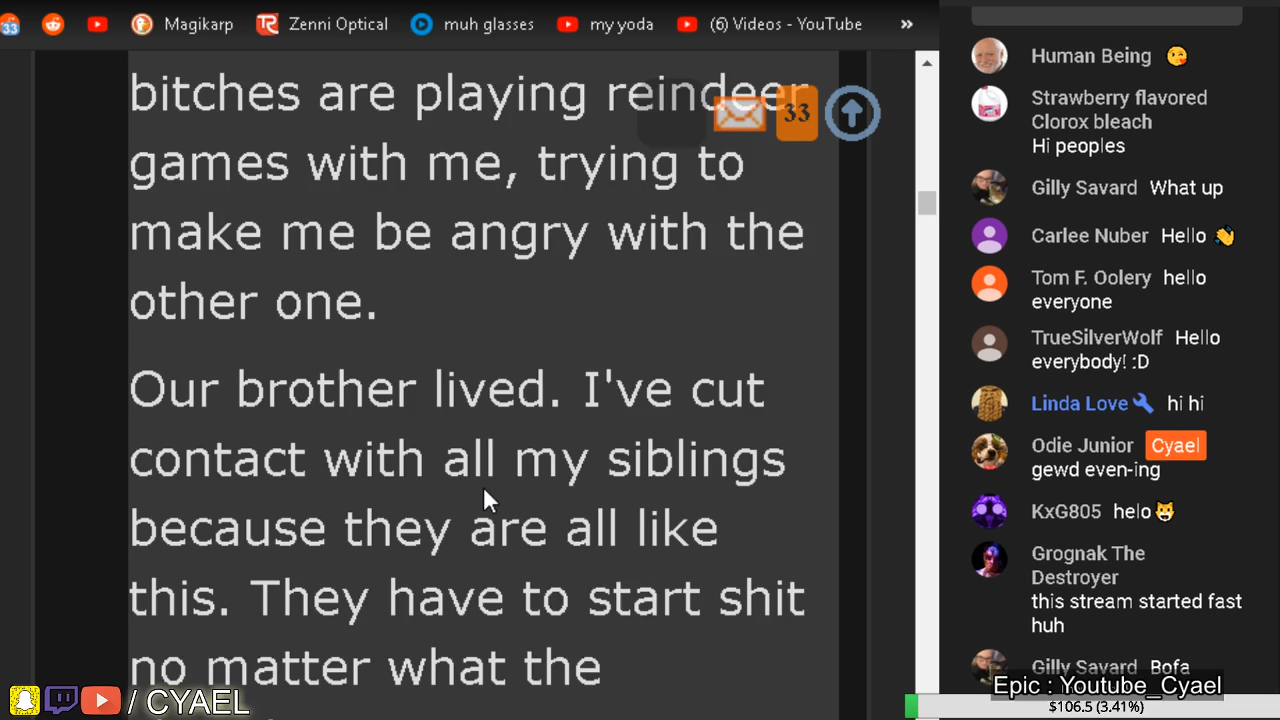 33
Magikarp
Zenni Optical
muh glasses
my yoda
(6) Videos - YouTube
»
bitches are playing reindeer
games with me, trying to
make me be angry with the
other one.
Our brother lived. I've cut
contact with all my siblings
because they are all like
this. They have to start shit
no matter what the
33
/ CYAEL
Human Being 😘
Strawberry flavored
Clorox bleach
Hi peoples
Gilly Savard What up
Carlee Nuber Hello 👋
Tom F. Oolery hello
everyone
TrueSilverWolf Hello
everybody! :D
Linda Love hi hi
Odie Junior Cyael
gewd even-ing
KxG805 helo😺
Grognak The
Destroyer
this stream started fast
huh
Gilly Savard Bofa
Epic : Youtube_Cyael
$106.5 (3.41%)